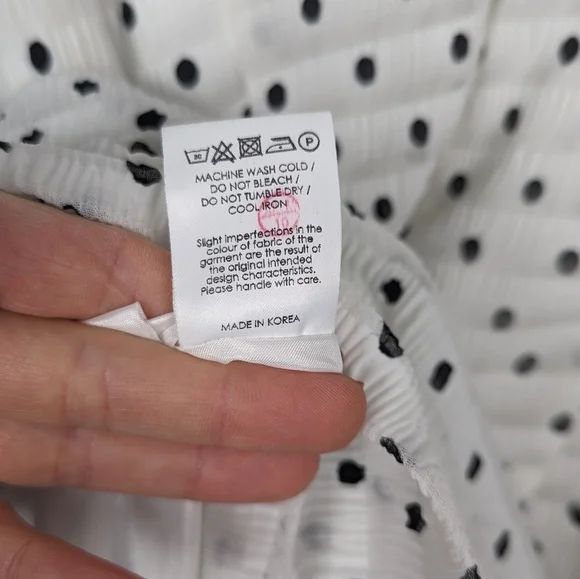 P
MACHINE WASH COLD /
DO NOT BLEACH /
DO NOT TUMBLE DRY /
COOL IRON
10
Slight imperfections in the
colour of fabric of the
garment are the result of
the original intended
design characteristics.
Please handle with care.
MADE IN KOREA